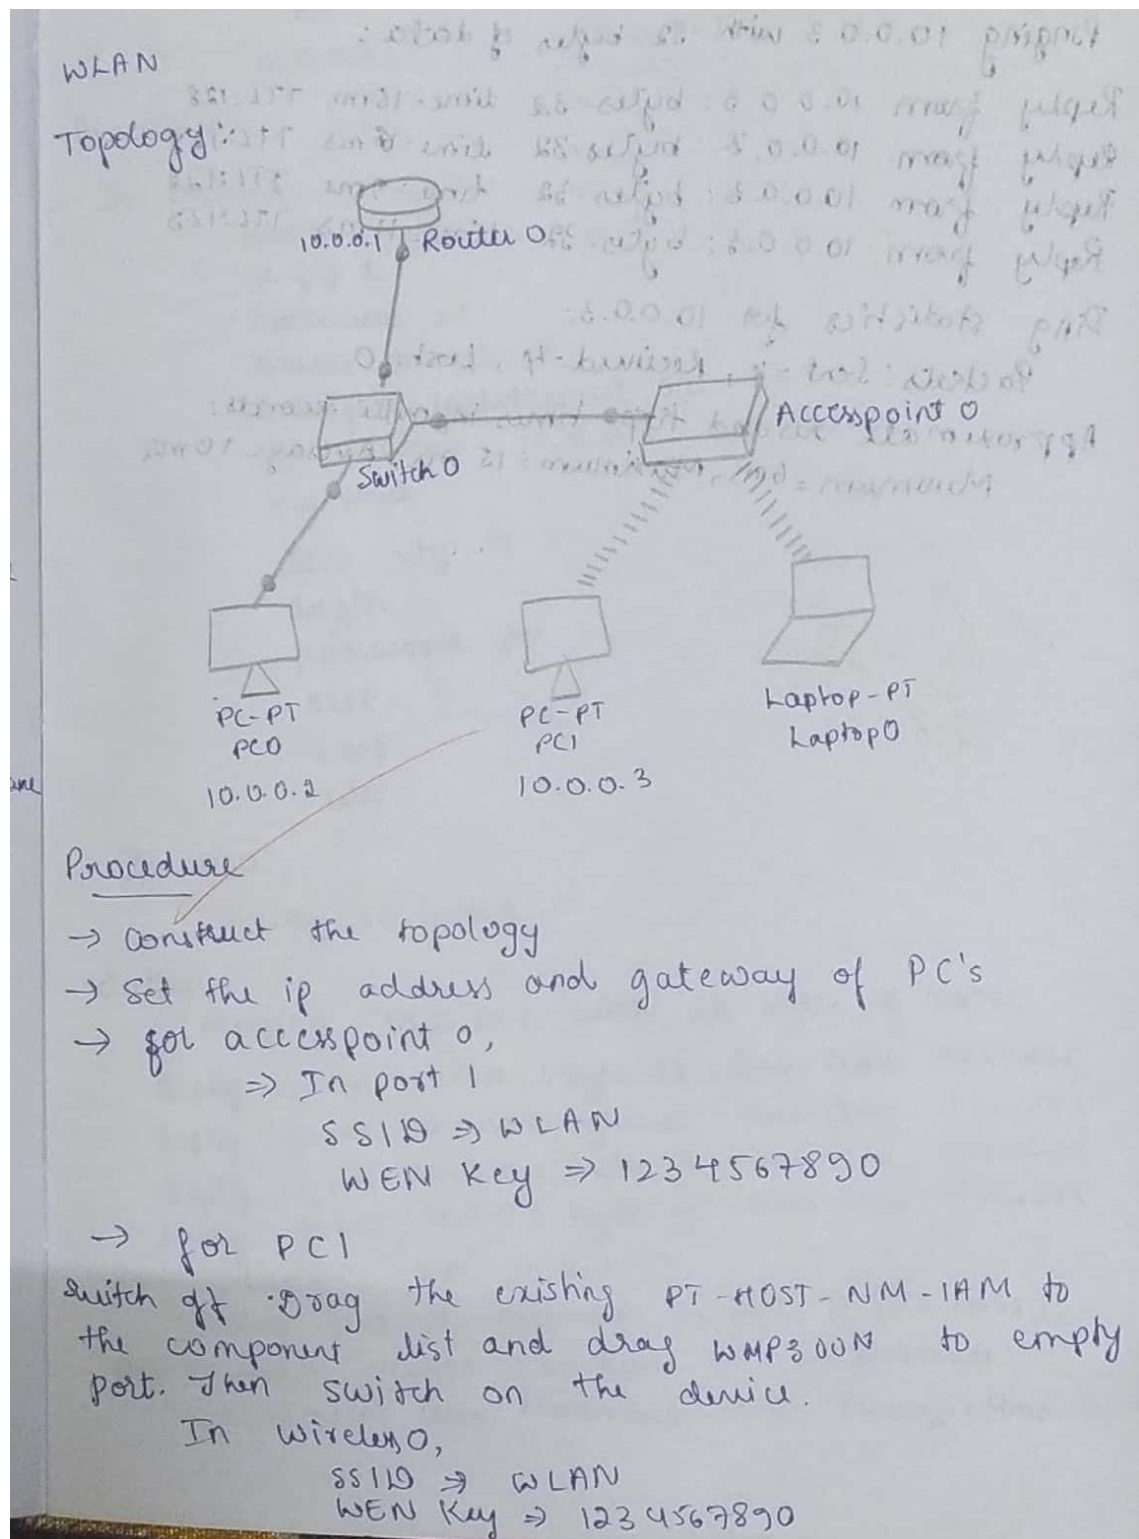 WLAN
Topology:
10.0.0.1 Router 0
Accesspoint 0
Switch 0
PC-PT
PC0
10.0.0.2
PC-PT
PC1
10.0.0.3
Laptop-PT
Laptop0
Procedure
→ Construct the topology
→ Set the ip address and gateway of PC's
→ for accesspoint 0,
⇒ In port 1
SSID ⇒ WLAN
WEN Key ⇒ 1234567890
→ for PC1
Switch off. Drag the existing PT-HOST-NM-1AM to
the component list and drag WMP300N to empty
port. Then switch on the device.
In wireless0,
SSID ⇒ WLAN
WEN Key ⇒ 1234567890